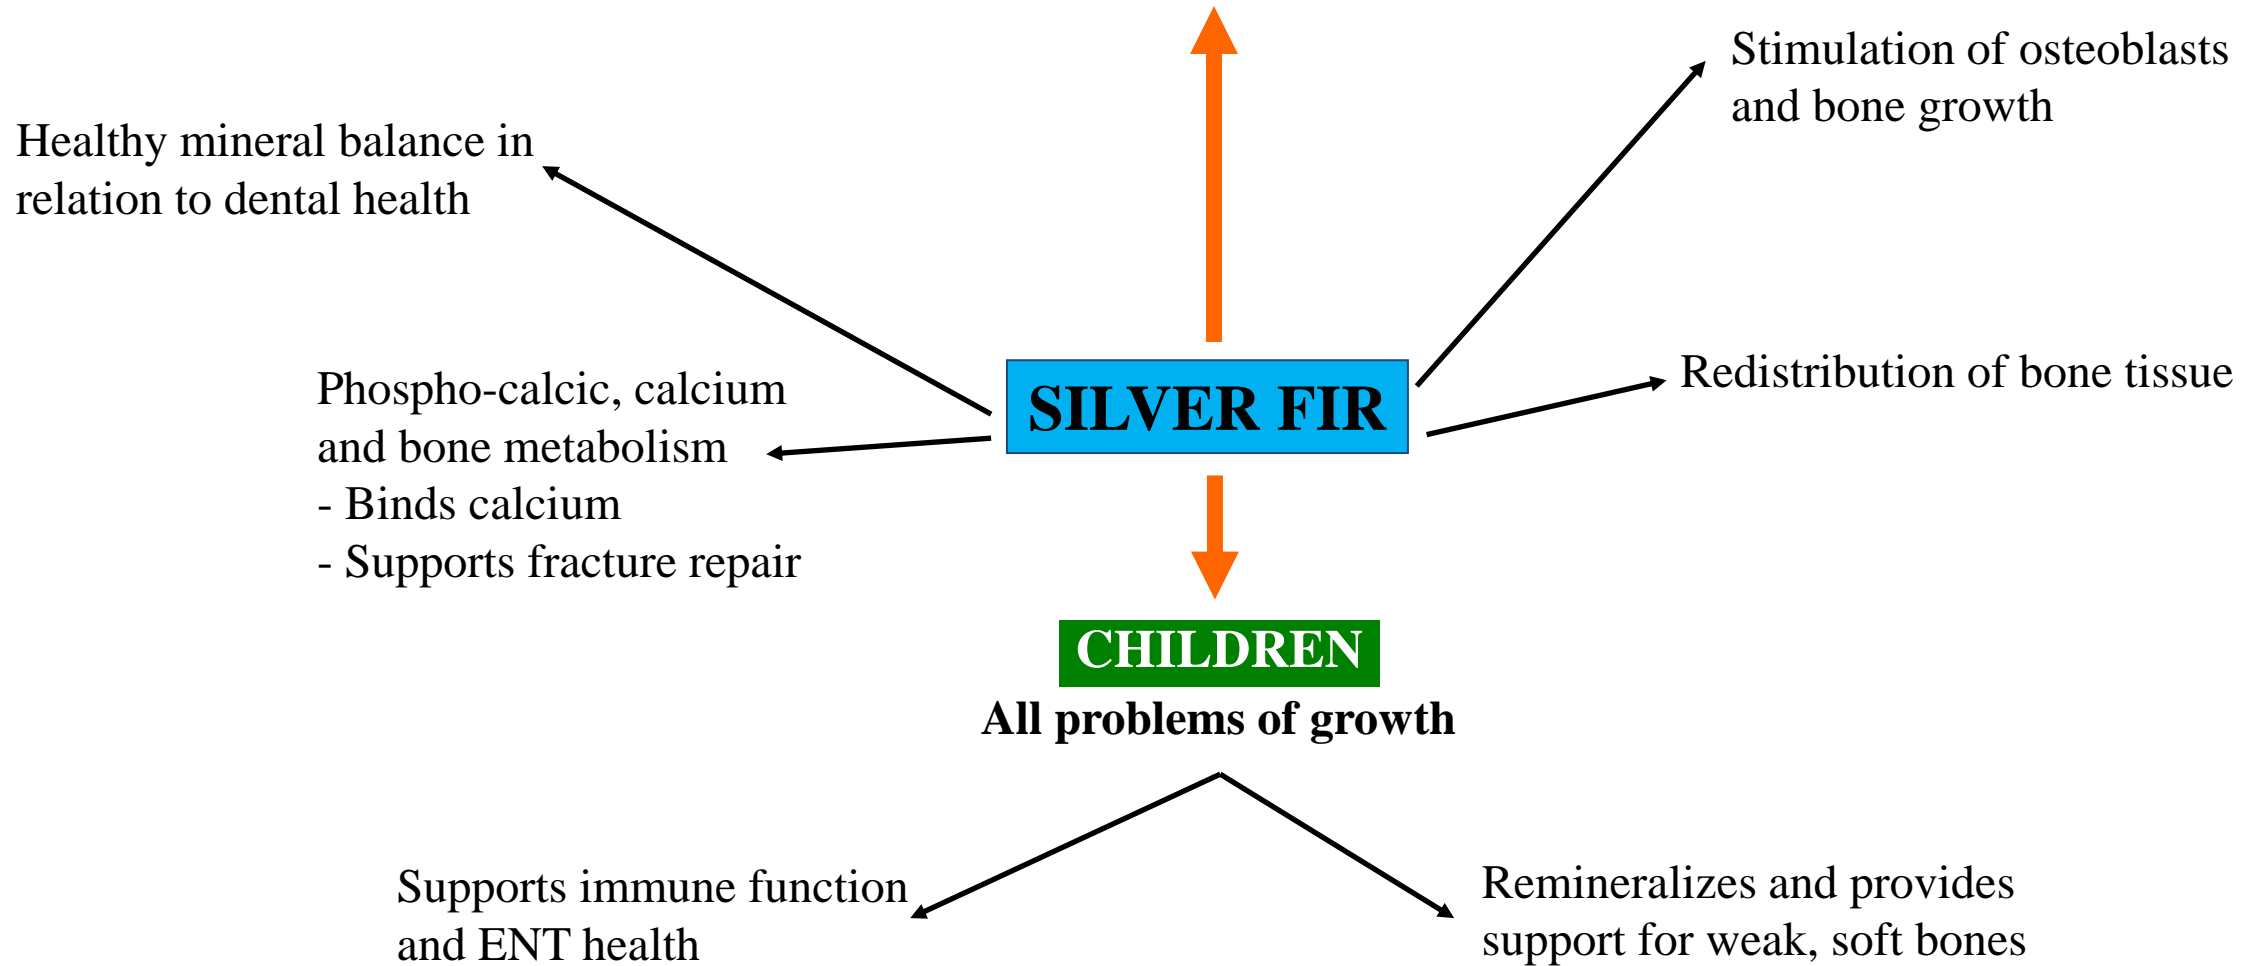 Stimulation of osteoblasts
and bone growth
Healthy mineral balance in
relation to dental health
Phospho-calcic, calcium
and bone metabolism
- Binds calcium
- Supports fracture repair
SILVER FIR
Redistribution of bone tissue
CHILDREN
All problems of growth
Supports immune function
and ENT health
Remineralizes and provides
support for weak, soft bones